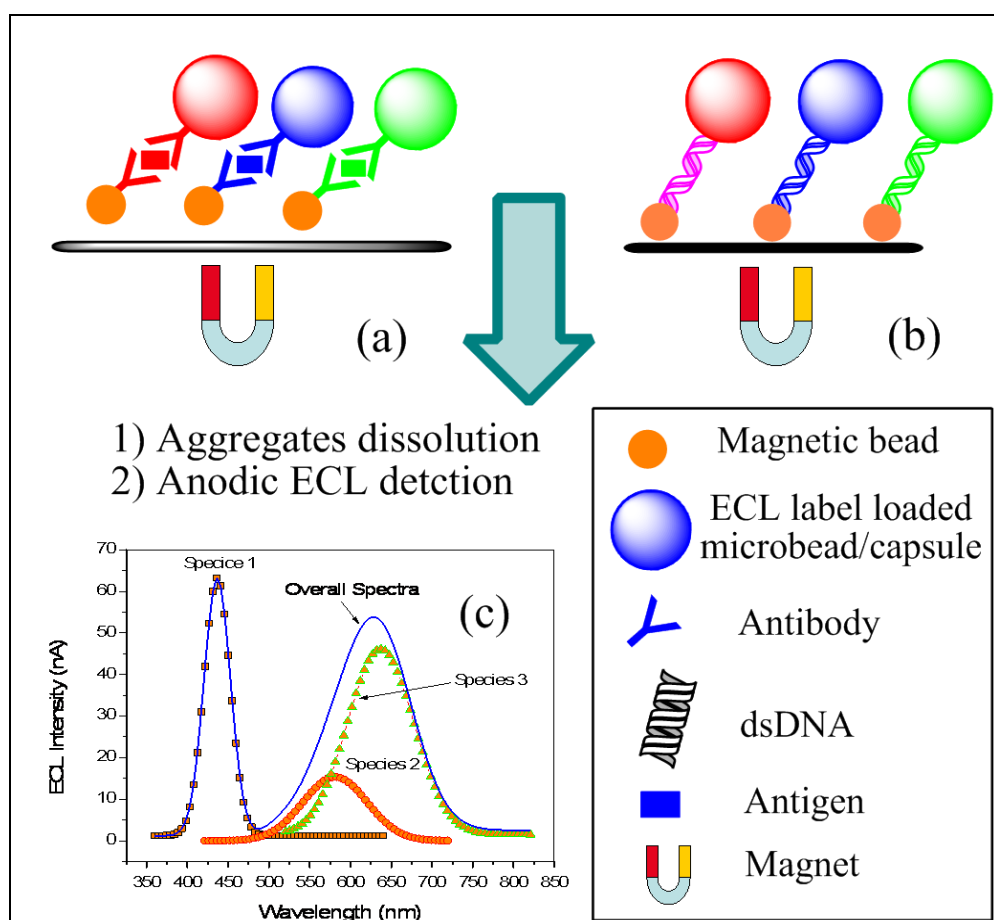 (a)
(b)
1) Aggregates dissolution
2) Anodic ECL detction
Magnetic bead
ECL label loaded
microbead/capsule
Antibody
dsDNA
Antigen
Magnet
(c)
Specice 1
Overall Spectra
Species 3
Species 2
ECL Intensity (nA)
70
60
50
40
30
20
10
0
350 400 450 500 550 600 650 700 750 800 850
Wavelength (nm)